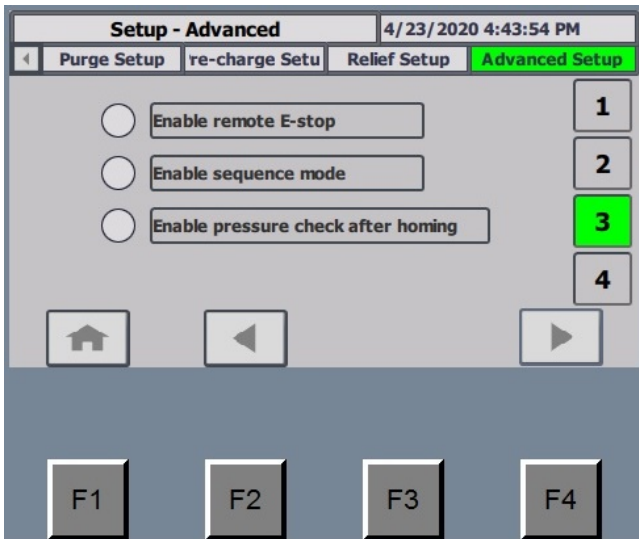 Setup - Advanced 4/23/2020 4:43:54 PM
Purge Setup 're-charge Setu Relief Setup Advanced Setup
Enable remote E-stop
1
Enable sequence mode
2
Enable pressure check after homing
3
4
F1 F2 F3 F4